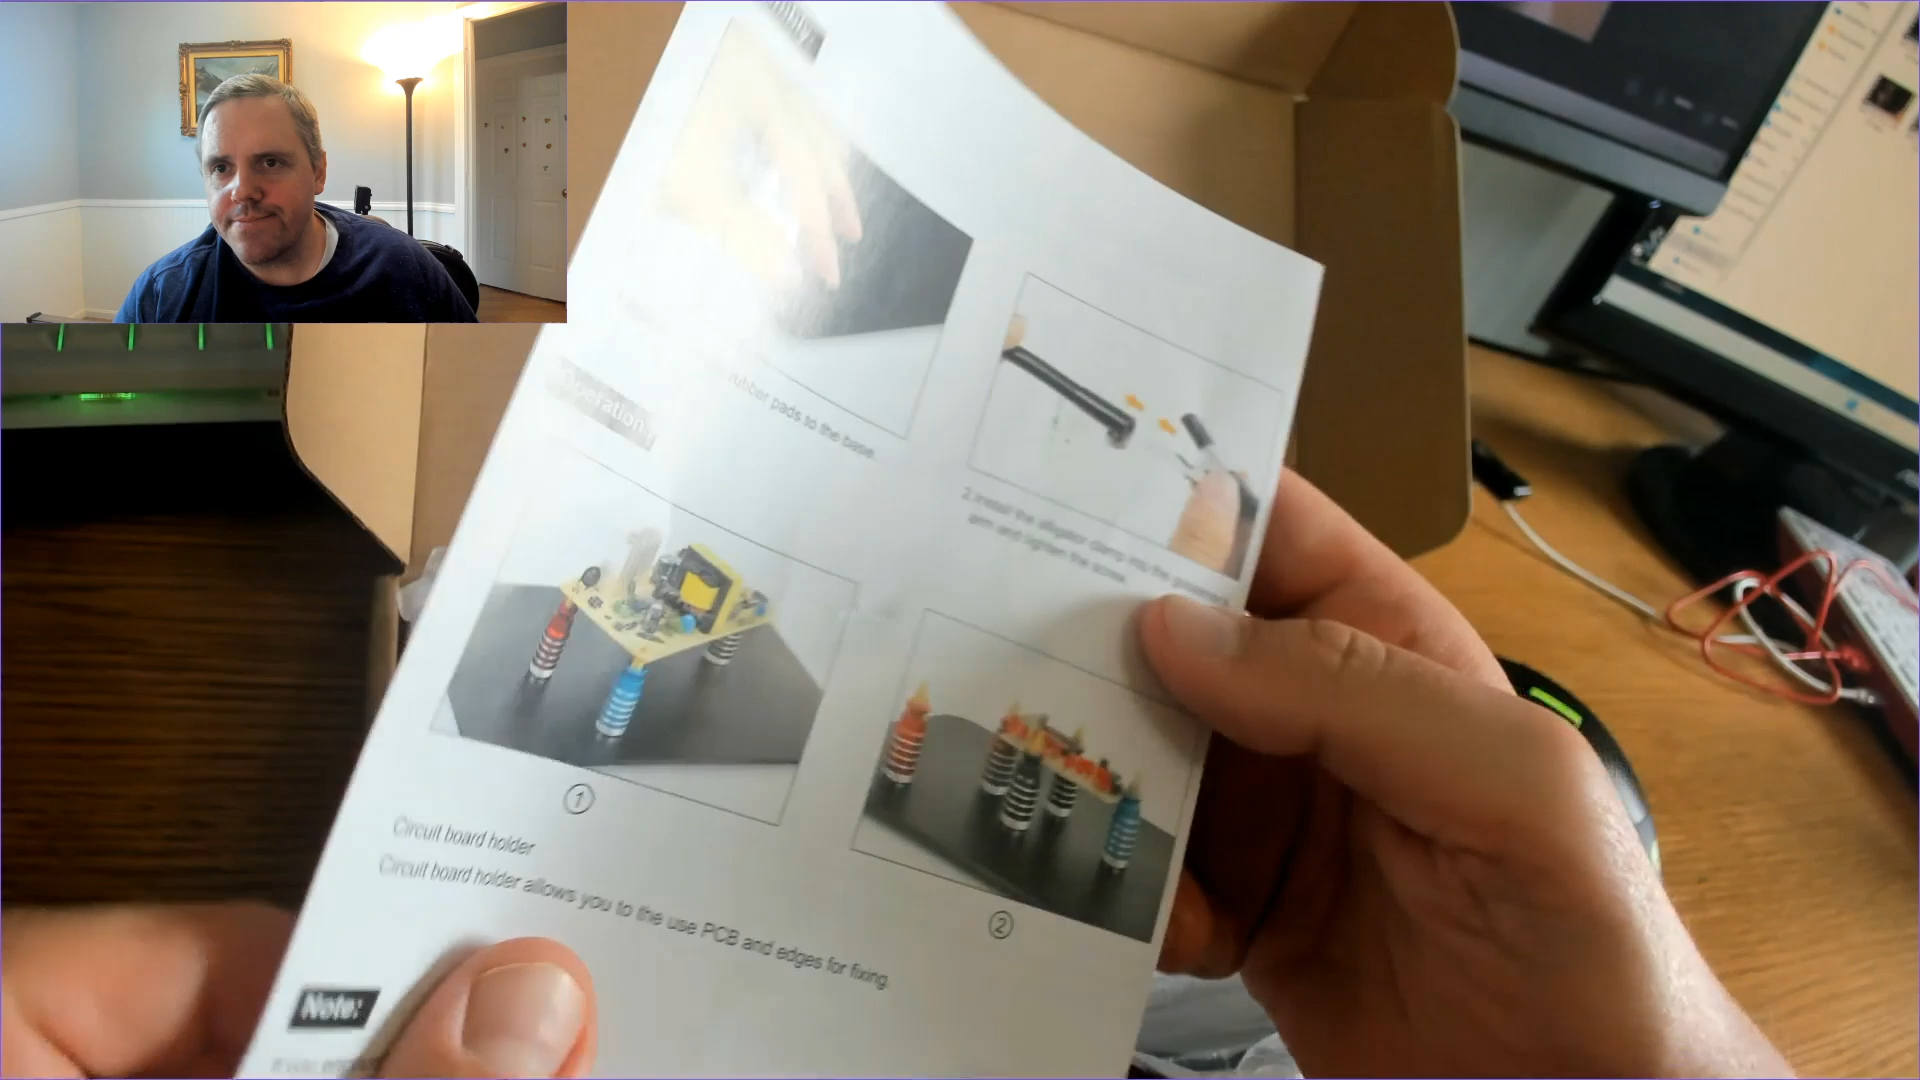 rubber pads to the base.
2.Install the alligator clamp into the
arm and tighten the screw.
Operation
1
2
Circuit board holder
Circuit board holder allows you to the use PCB and edges for fixing.
Note: